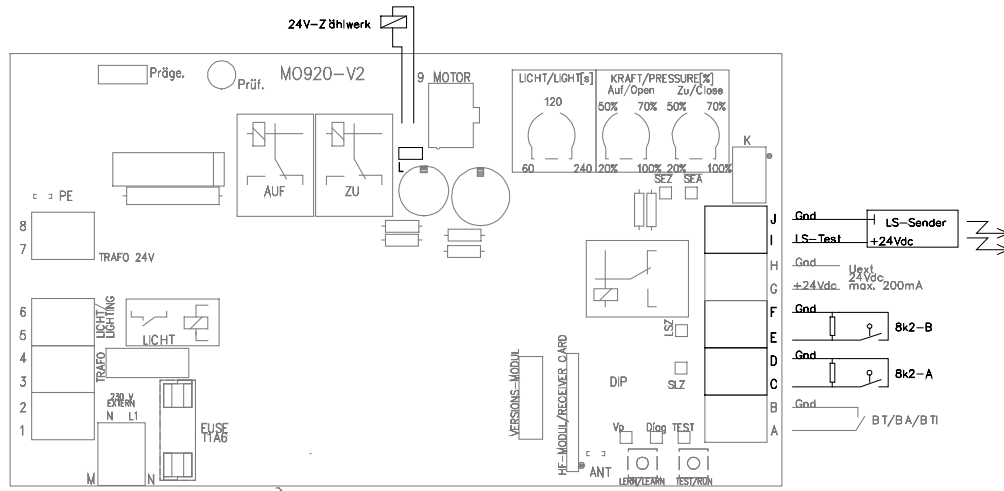 24V-Zählwerk
Präge.
Prüf.
MO920-V2
9 MOTOR
LICHT/LIGHT[s]
120
60
240
KRAFT/PRESSURE[%]
Auf/Open
Zu/Close
50%
70%
50%
70%
20%
100%
20%
100%
K
L
AUF
ZU
SEZ
SEA
PE
8
7
TRAFO 24V
6
5
LICHT/
LIGHTING
LICHT
4
3
TRAFO
230 V
EXTERN
N L1
2
1
M
N
FUSE
T1A6
VERSIONS-MODUL
HF-MODUL/RECEIVER CARD
DIP
LSZ
SLZ
Vp
Diag
TEST
ANT
LERN/LEARN
TEST/RUN
J Gnd
LS-Sender
I LS-Test
+24Vdc
H Gnd
Uext
24Vdc
G +24Vdc
max. 200mA
F Gnd
E
8k2-B
D Gnd
C
8k2-A
B Gnd
A
BT/BA/BTI